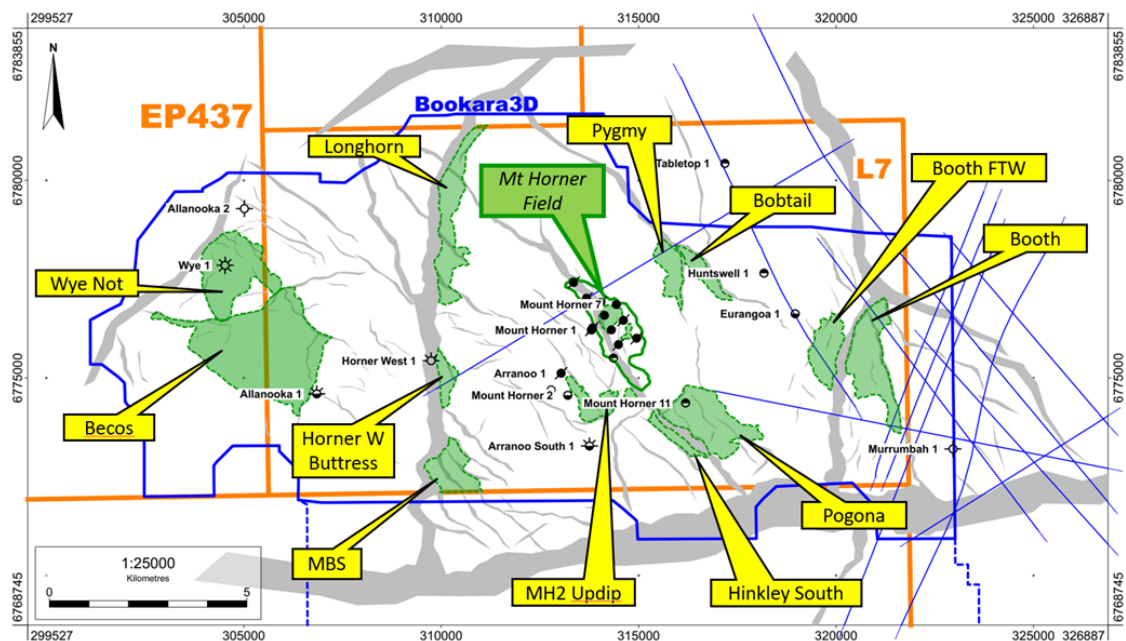 299527
305000
310000
315000
320000
325000
326887
6783855
6783855
N
EP437
Bookara3D
Longhorn
Pygmy
Tabletop 1
L7
Booth FTW
6780000
6780000
Mt Horner
Field
Bobtail
Allanooka 2
Booth
Wye 1
Huntswell 1
Wye Not
Mount Horner 7
Eurangoa 1
Mount Horner 1
Horner West 1
6775000
6775000
Arranoo 1
Allanooka 1
Mount Horner 2
Mount Horner 11
Becos
Horner W
Buttress
Arranoo South 1
Murrumbah 1
Pogona
MBS
MH2 Updip
Hinkley South
1:25000
Kilometres
0
5
6768745
6768745
299527
305000
310000
315000
320000
325000
326887